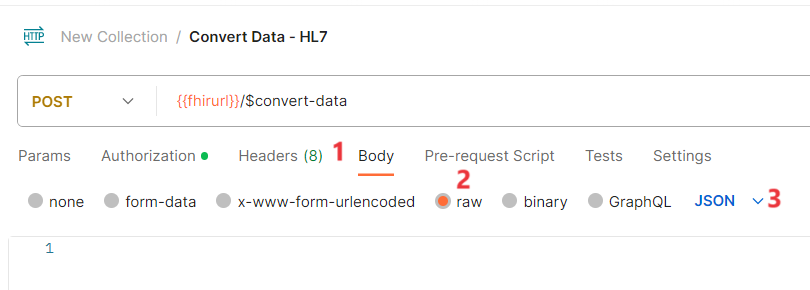 HTTP New Collection / Convert Data - HL7
POST {{fhirurl}}/$convert-data
Params Authorization Headers (8) 1 Body Pre-request Script Tests Settings
2
none form-data x-www-form-urlencoded raw binary GraphQL JSON 3
1